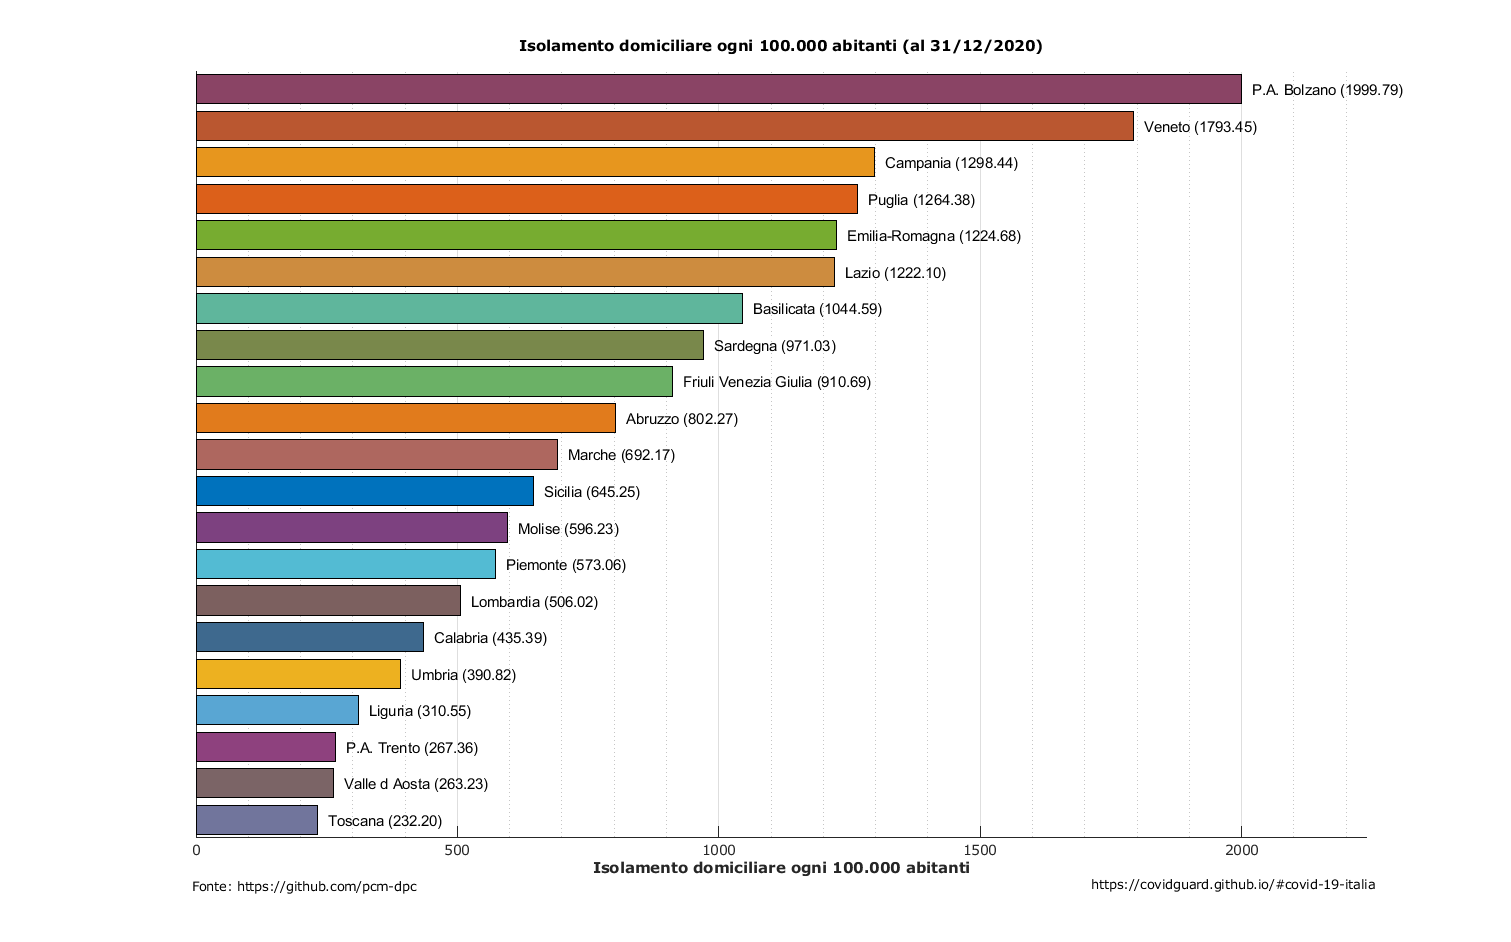 Isolamento domiciliare ogni 100.000 abitanti (al 31/12/2020)
P.A. Bolzano (1999.79)
Veneto (1793.45)
Campania (1298.44)
Puglia (1264.38)
Emilia-Romagna (1224.68)
Lazio (1222.10)
Basilicata (1044.59)
Sardegna (971.03)
Friuli Venezia Giulia (910.69)
Abruzzo (802.27)
Marche (692.17)
Sicilia (645.25)
Molise (596.23)
Piemonte (573.06)
Lombardia (506.02)
Calabria (435.39)
Umbria (390.82)
Liguria (310.55)
P.A. Trento (267.36)
Valle d Aosta (263.23)
Toscana (232.20)
0 500 1000 1500 2000
Isolamento domiciliare ogni 100.000 abitanti
Fonte: https://github.com/pcm-dpc
https://covidguard.github.io/#covid-19-italia